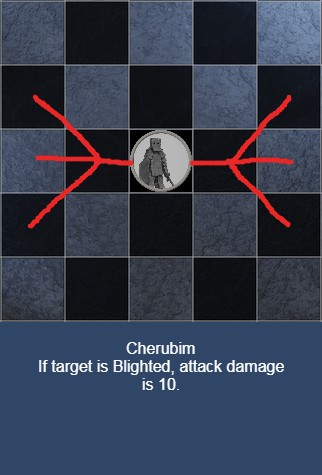 Cherubim
If target is Blighted, attack damage
is 10.